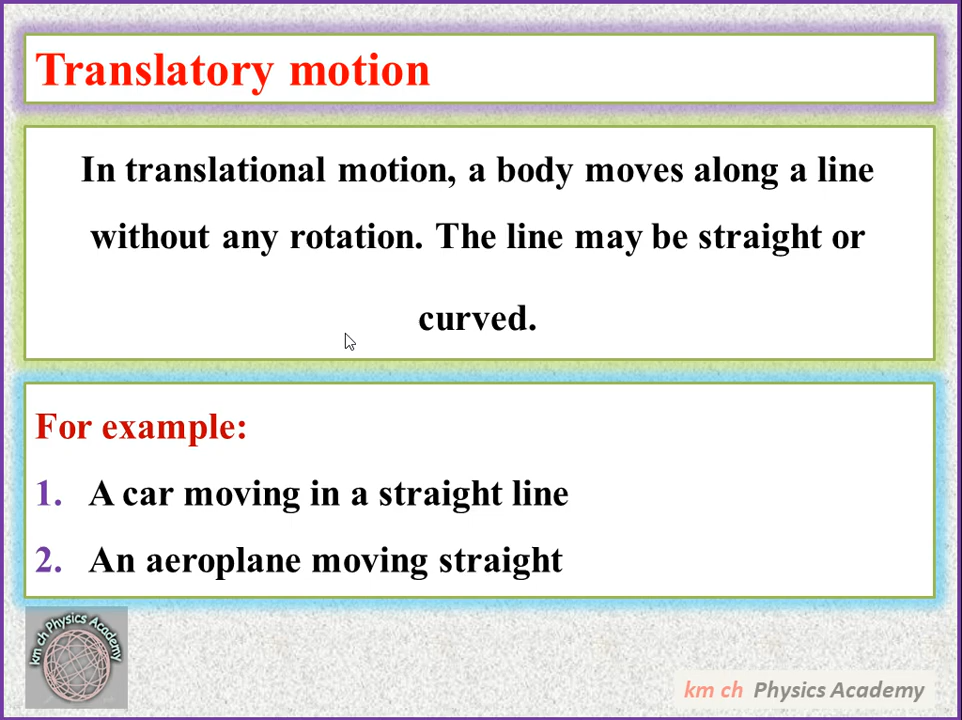 Translatory motion
In translational motion, a body moves along a line
without any rotation. The line may be straight or
curved.
For example:
1. A car moving in a straight line
2. An aeroplane moving straight
km ch Physics Academy
km ch Physics Academy